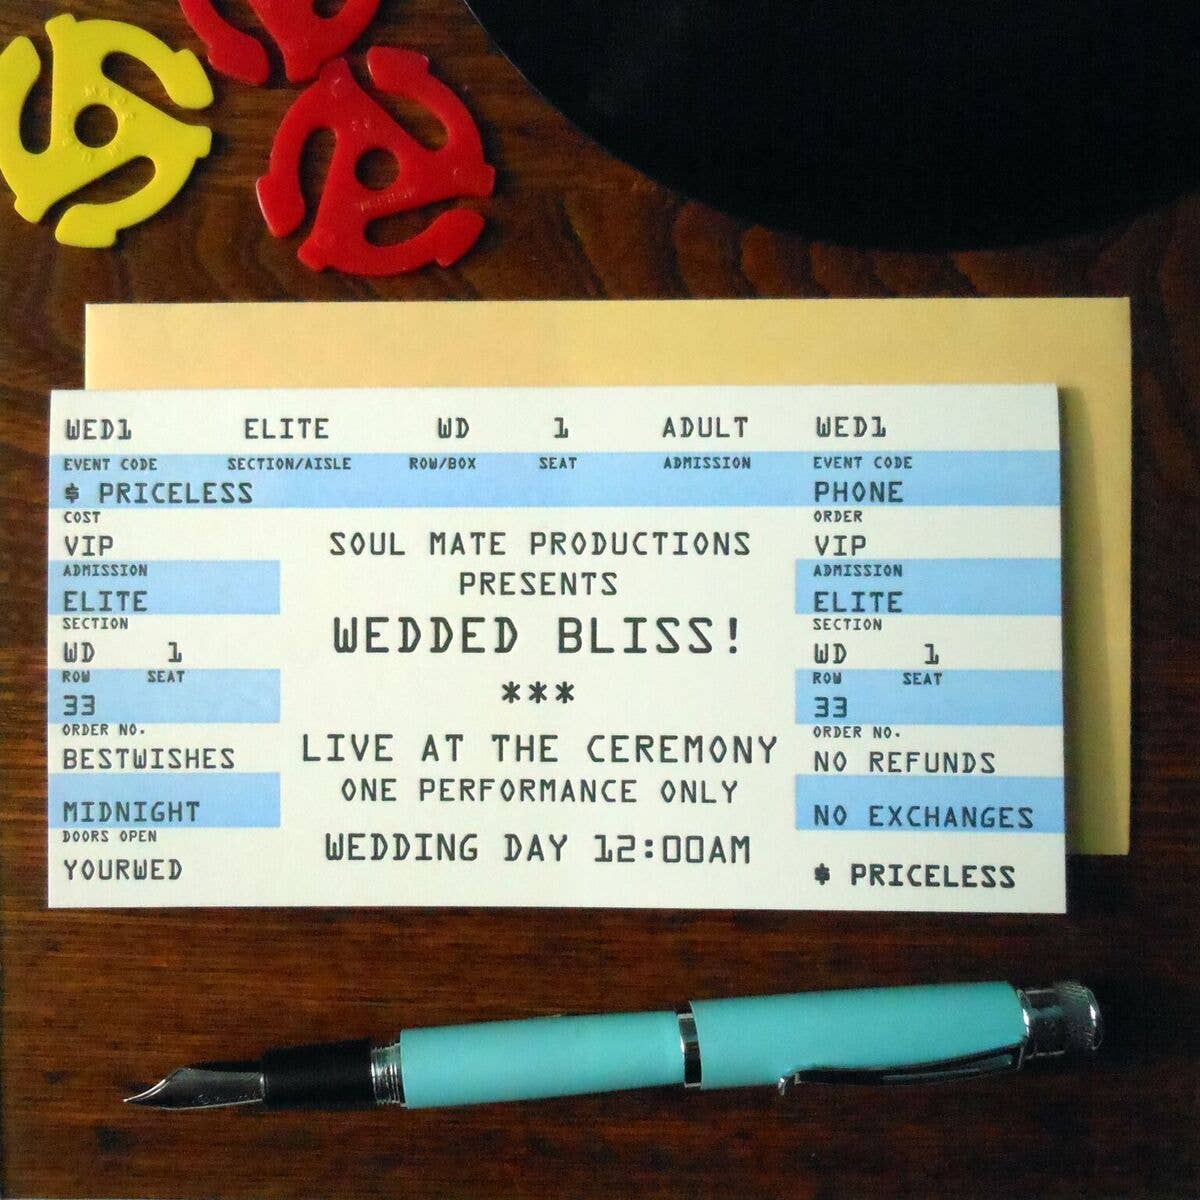 WED1 ELITE WD 1 ADULT WED1
EVENT CODE SECTION/AISLE ROW/BOX SEAT ADMISSION EVENT CODE
$ PRICELESS
COST
VIP
ADMISSION
ELITE
SECTION
WD 1
ROW SEAT
33
ORDER NO.
BESTWISHES
MIDNIGHT
DOORS OPEN
YOURWED
SOUL MATE PRODUCTIONS
PRESENTS
WEDDED BLISS!
***
LIVE AT THE CEREMONY
ONE PERFORMANCE ONLY
WEDDING DAY 12:00AM
PHONE
ORDER
VIP
ADMISSION
ELITE
SECTION
WD 1
ROW SEAT
33
ORDER NO.
NO REFUNDS
NO EXCHANGES
$ PRICELESS